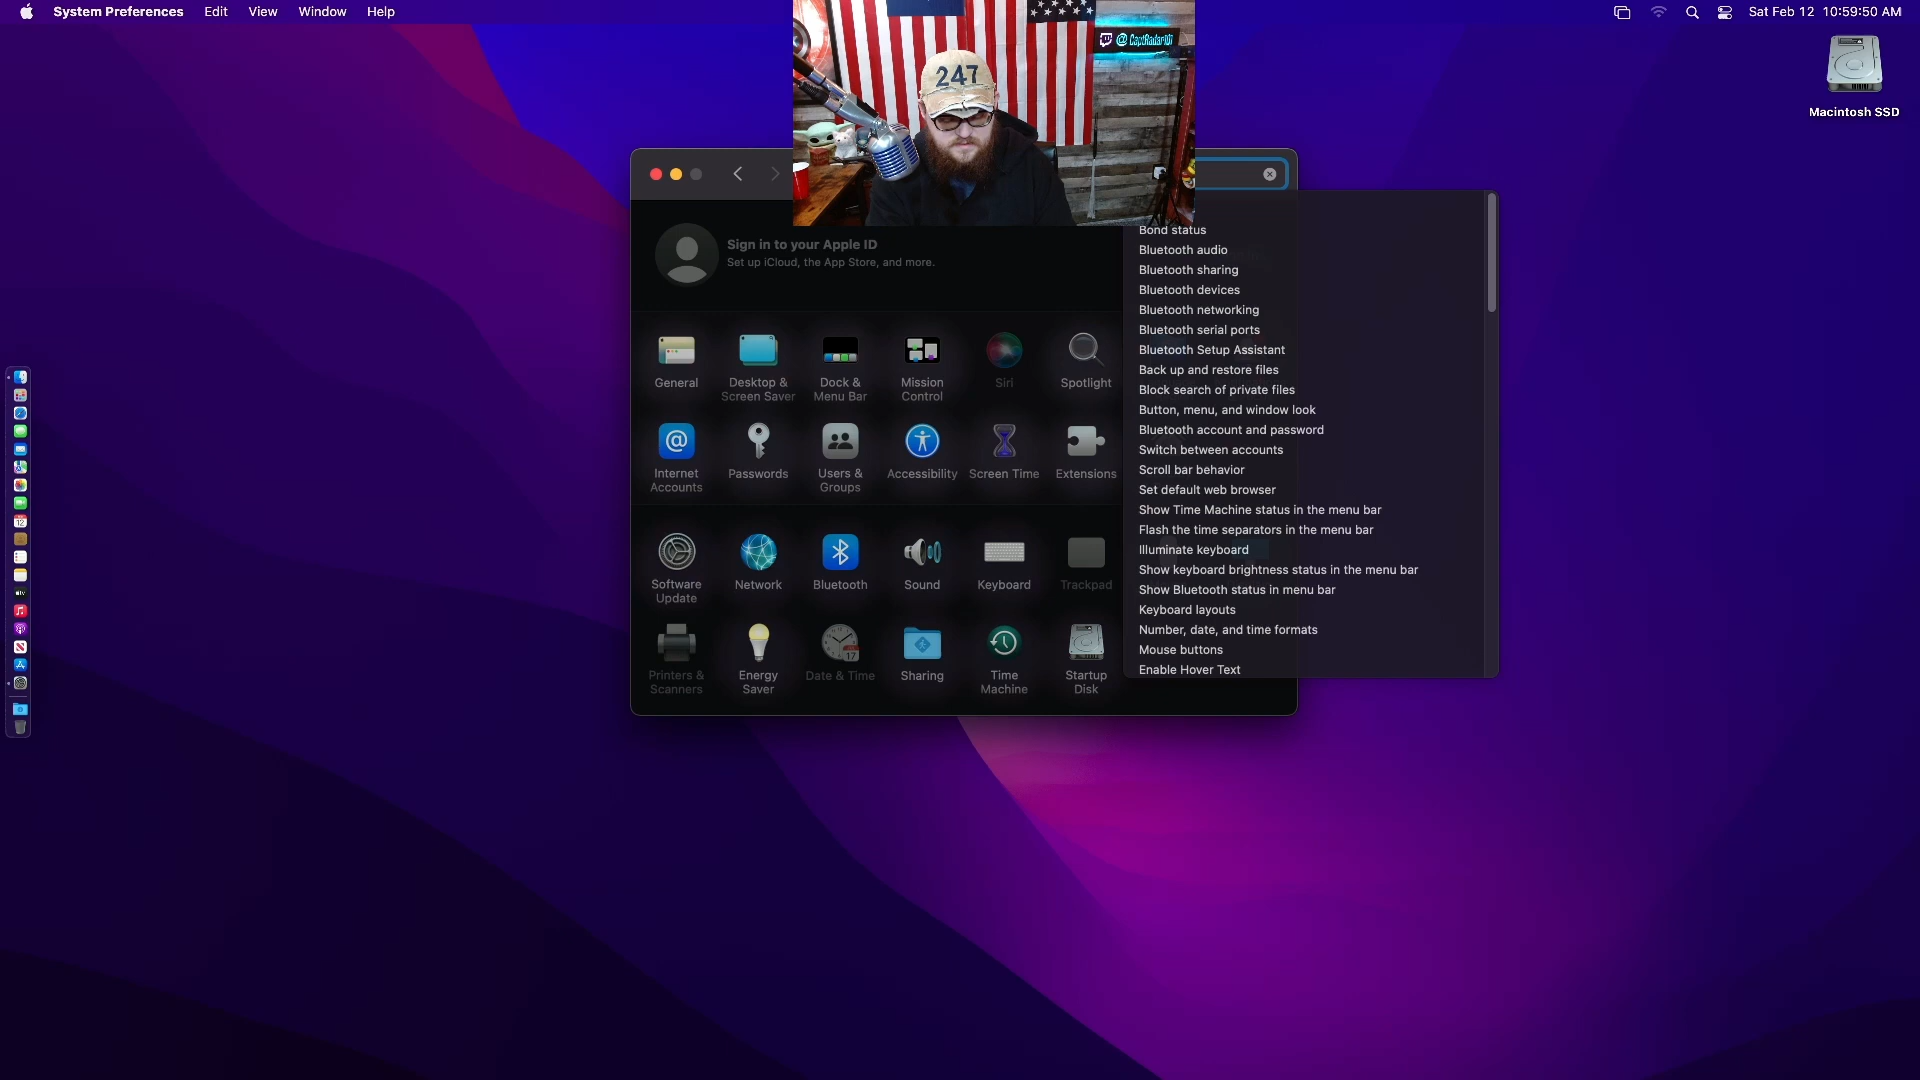 System Preferences Edit View Window Help
Sat Feb 12 10:59:50 AM
Macintosh SSD
247
@CaptRadar101
Sign in to your Apple ID
Set up iCloud, the App Store, and more.
General
Desktop &
Screen Saver
Dock &
Menu Bar
Mission
Control
Siri
Spotlight
Internet
Accounts
Passwords
Users &
Groups
Accessibility
Screen Time
Extensions
Software
Update
Network
Bluetooth
Sound
Keyboard
Trackpad
Printers &
Scanners
Energy
Saver
17
Date & Time
Sharing
Time
Machine
Startup
Disk
Bond status
Bluetooth audio
Bluetooth sharing
Bluetooth devices
Bluetooth networking
Bluetooth serial ports
Bluetooth Setup Assistant
Back up and restore files
Block search of private files
Button, menu, and window look
Bluetooth account and password
Switch between accounts
Scroll bar behavior
Set default web browser
Show Time Machine status in the menu bar
Flash the time separators in the menu bar
Illuminate keyboard
Show keyboard brightness status in the menu bar
Show Bluetooth status in menu bar
Keyboard layouts
Number, date, and time formats
Mouse buttons
Enable Hover Text
12